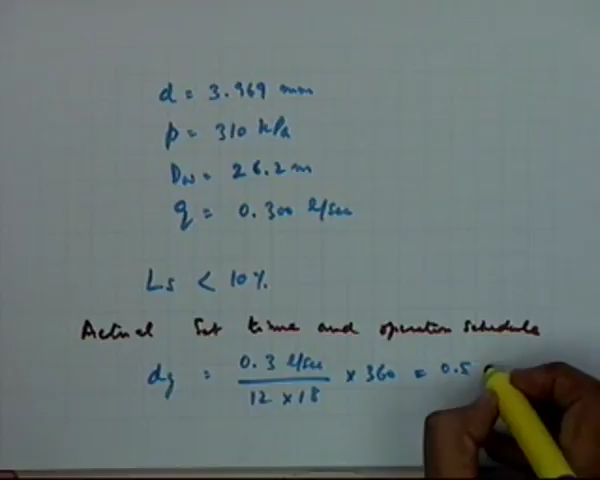 d = 3.969 mm
p = 310 kPa
Dw = 26.2 m
q = 0.300 l/sec
Ls < 10%
Actual Set time and operation schedule
dg = 0.3 l/sec / 12 x 18 x 360 = 0.5